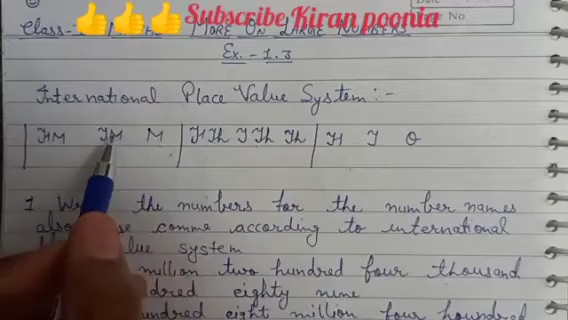 👍👍👍Subscribe Kiran poonia
Class-
MORE ON LARGE NUMBERS
No
Ex. - 1.3
International Place Value System:-
HM TM M HTh TTh Th H T O
1. the numbers for the number names
also comma according to international
system
million two hundred four thousand
eighty nine
eight million four houndred